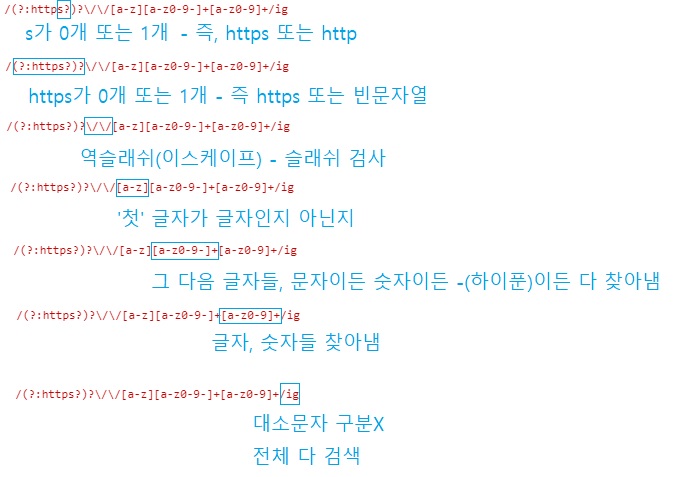 /(?:https?)?\/\/[a-z][a-z0-9-]+[a-z0-9]+/ig
s가 0개 또는 1개 - 즉, https 또는 http
/(?:https?)?\/\/[a-z][a-z0-9-]+[a-z0-9]+/ig
https가 0개 또는 1개 - 즉 https 또는 빈문자열
/(?:https?)?\/\/[a-z][a-z0-9-]+[a-z0-9]+/ig
역슬래쉬(이스케이프) - 슬래쉬 검사
/(?:https?)?\/\/[a-z][a-z0-9-]+[a-z0-9]+/ig
'첫' 글자가 글자인지 아닌지
/(?:https?)?\/\/[a-z][a-z0-9-]+[a-z0-9]+/ig
그 다음 글자들, 문자이든 숫자이든 -(하이푼)이든 다 찾아냄
/(?:https?)?\/\/[a-z][a-z0-9-]+[a-z0-9]+/ig
글자, 숫자들 찾아냄
/(?:https?)?\/\/[a-z][a-z0-9-]+[a-z0-9]+/ig
대소문자 구분X
전체 다 검색